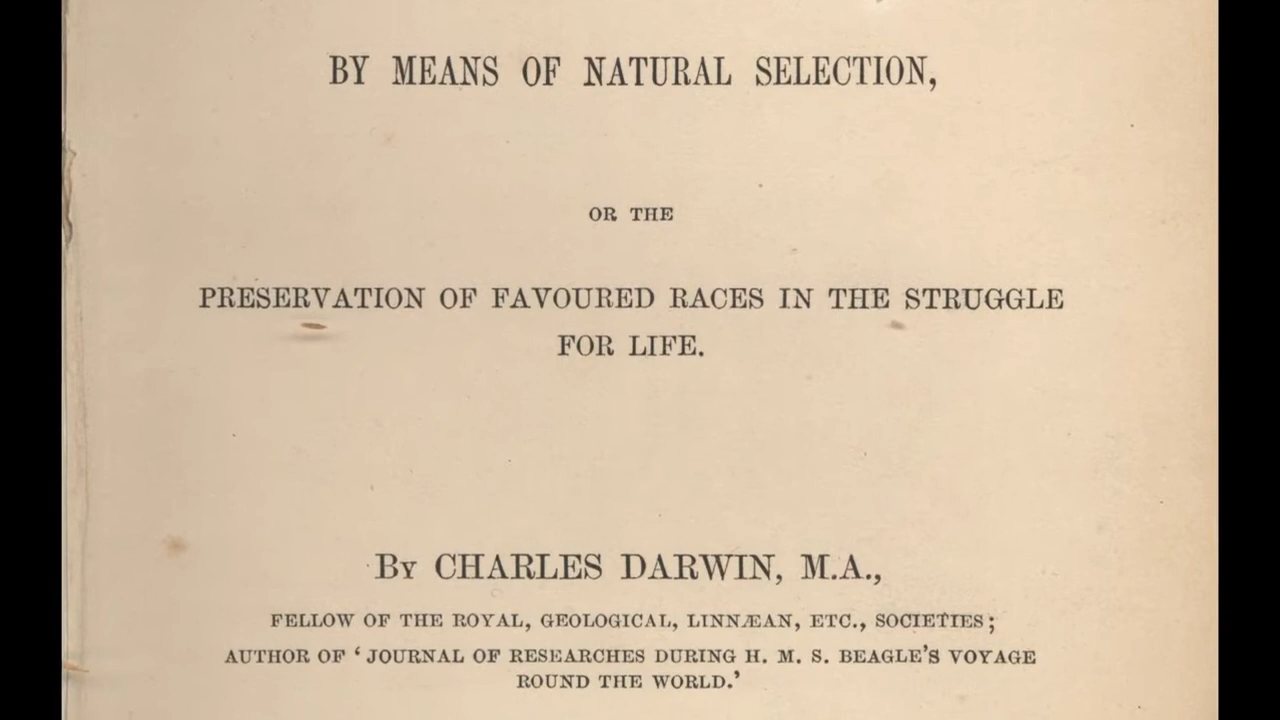 BY MEANS OF NATURAL SELECTION,
OR THE
PRESERVATION OF FAVOURED RACES IN THE STRUGGLE
FOR LIFE.
By CHARLES DARWIN, M.A.,
FELLOW OF THE ROYAL, GEOLOGICAL, LINNÆAN, ETC., SOCIETIES;
AUTHOR OF ‘JOURNAL OF RESEARCHES DURING H. M. S. BEAGLE’S VOYAGE
ROUND THE WORLD.’